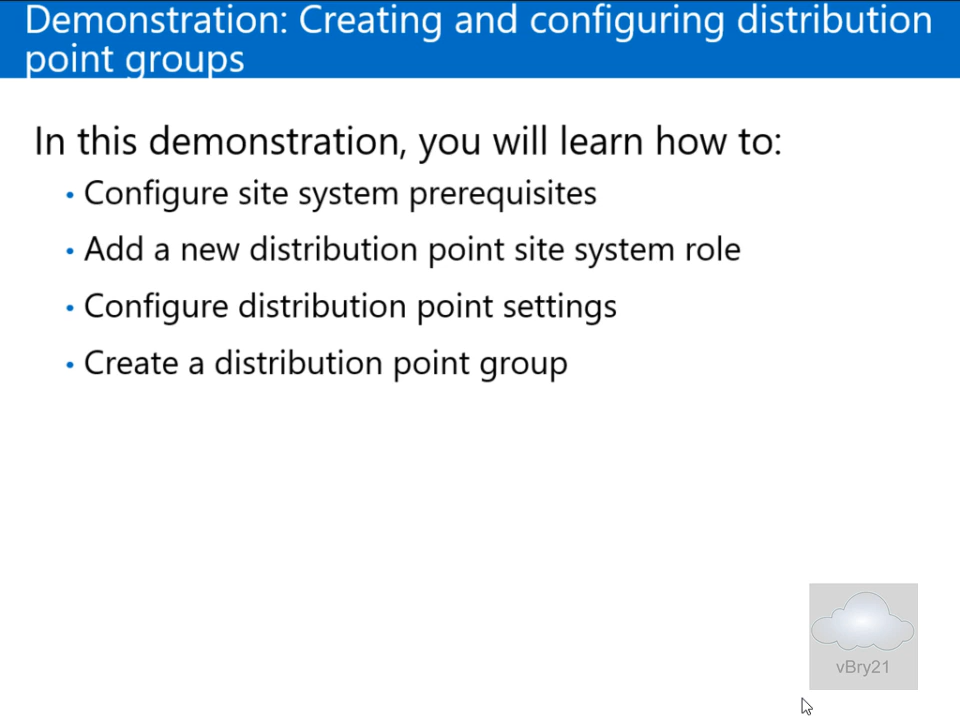 Demonstration: Creating and configuring distribution
point groups
In this demonstration, you will learn how to:
• Configure site system prerequisites
• Add a new distribution point site system role
• Configure distribution point settings
• Create a distribution point group
vBry21